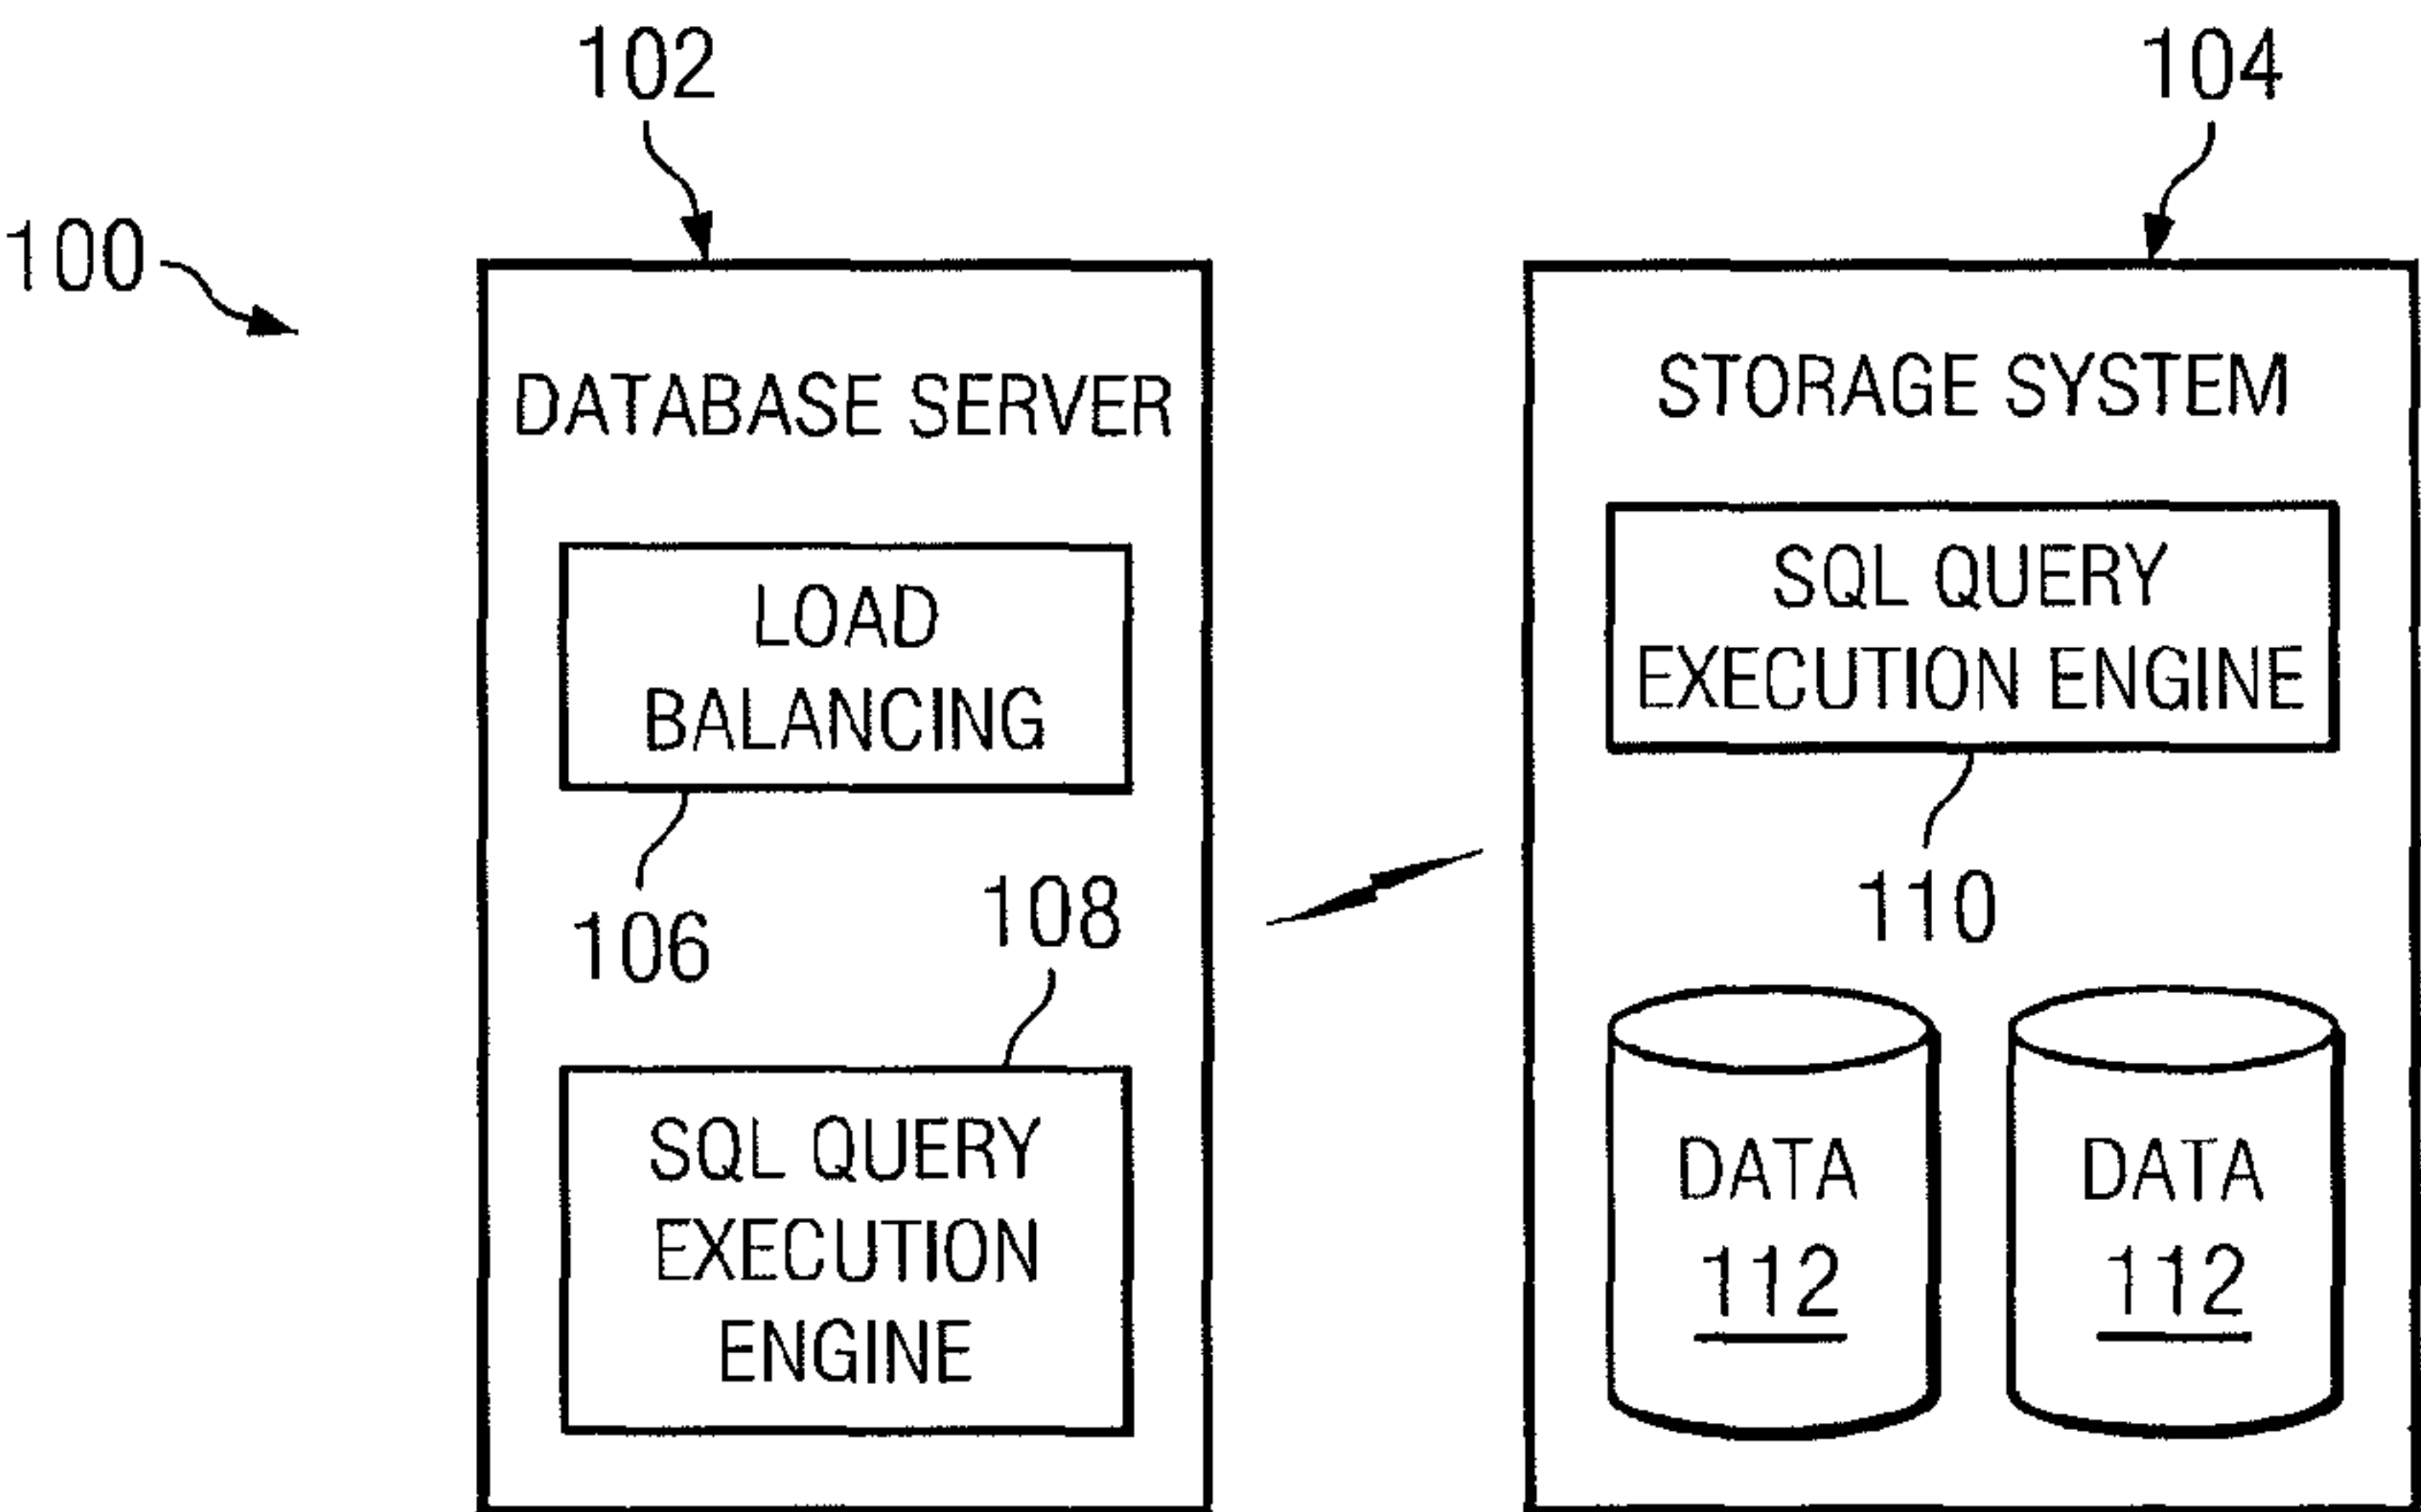 102
104
100
DATABASE SERVER
LOAD
BALANCING
106
108
SQL QUERY
EXECUTION
ENGINE
STORAGE SYSTEM
SQL QUERY
EXECUTION ENGINE
110
DATA
112
DATA
112